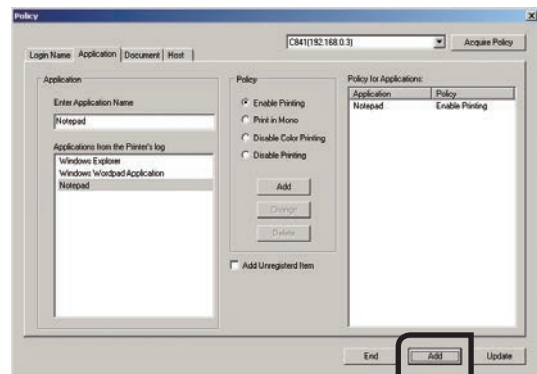 Policy
C841(192.168.0.3)
Acquire Policy
Login Name
Application
Document
Host
Application
Enter Application Name
Notepad
Applications from the Printer's log
Windows Explorer
Windows Wordpad Application
Notepad
Policy
Enable Printing
Print in Mono
Disable Color Printing
Disable Printing
Add
Change
Delete
Add Unregisterd Item
Policy for Applications:
Application Policy
Notepad Enable Printing
End
Add
Update